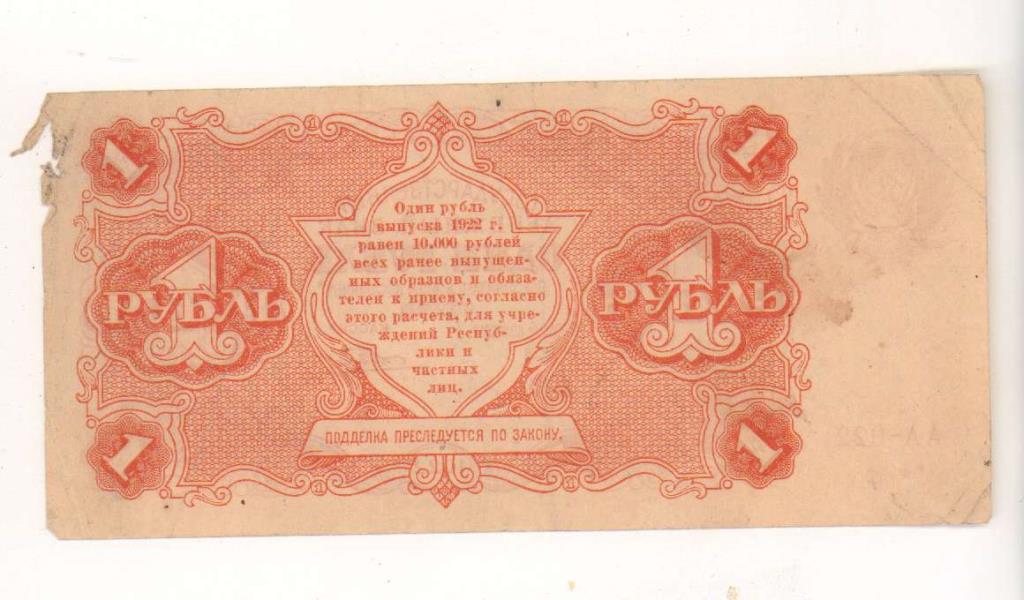 1
1
Один рубль
выпуска 1922 г.
равен 10.000 рублей
всех ранее выпущен-
ных образцов и обяза-
телен к приему, согласно
этого расчета, для учре-
ждений Респуб-
лики и
частных
лиц.
1 РУБЛЬ
1 РУБЛЬ
ПОДДЕЛКА ПРЕСЛЕДУЕТСЯ ПО ЗАКОНУ.
1
1